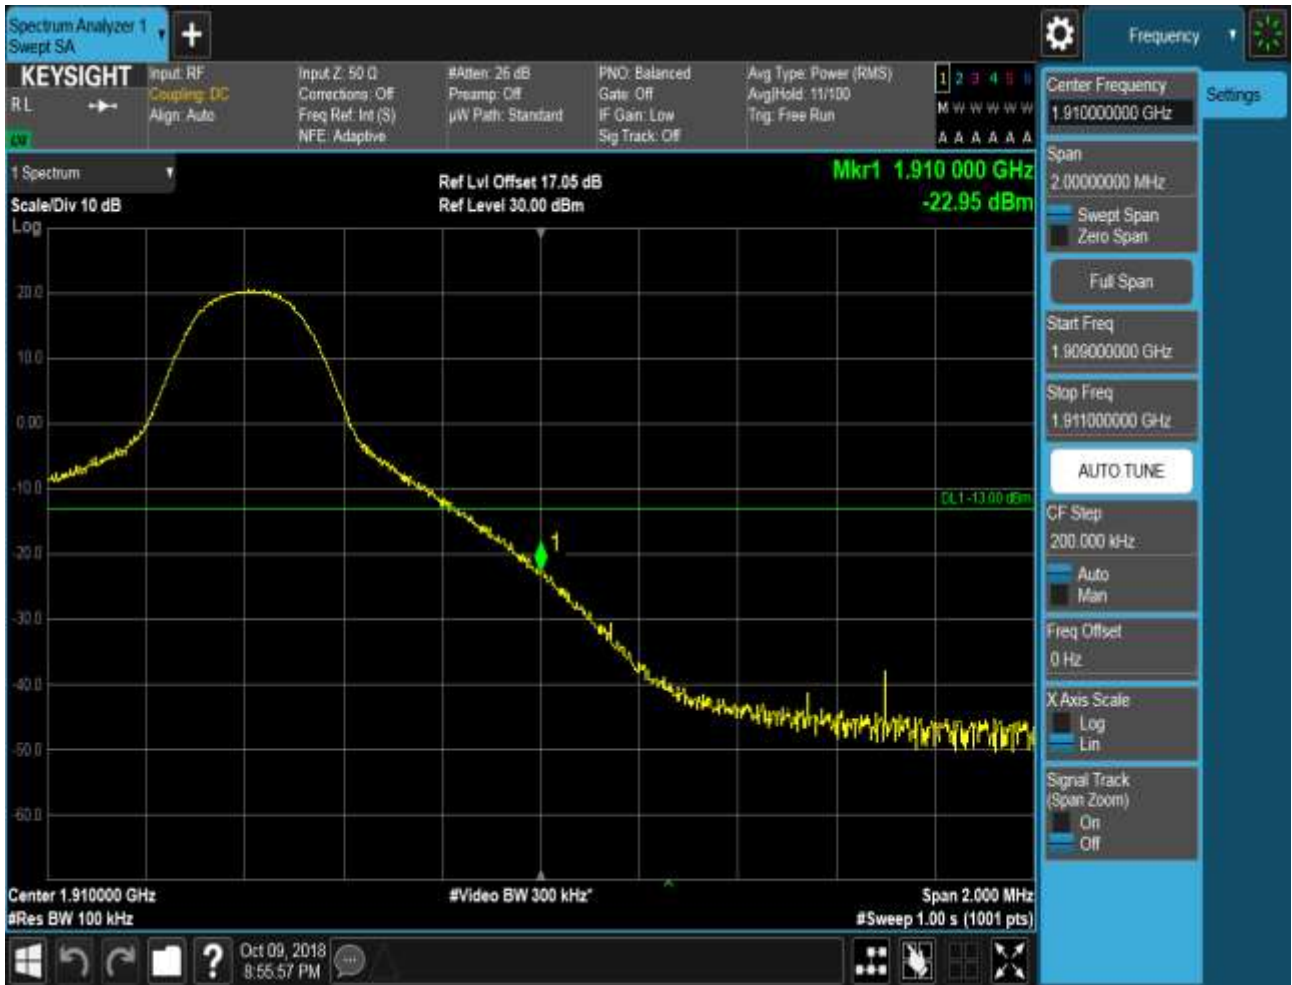 Spectrum Analyzer 1
Swept SA
+
Frequency
KEYSIGHT
RL
LXI
Input: RF
Coupling: DC
Align: Auto
Input Z: 50 Ω
Corrections: Off
Freq Ref: Int (S)
NFE: Adaptive
#Atten: 26 dB
Preamp: Off
µW Path: Standard
PNO: Balanced
Gate: Off
IF Gain: Low
Sig Track: Off
Avg Type: Power (RMS)
Avg|Hold: 11/100
Trig: Free Run
1 2 3 4 5 6
M W W W W W
A A A A A A
1 Spectrum
Scale/Div 10 dB
Log
Ref Lvl Offset 17.05 dB
Ref Level 30.00 dBm
Mkr1 1.910 000 GHz
-22.95 dBm
20.0
10.0
0.00
-10.0
-20.0
-30.0
-40.0
-50.0
-60.0
DL1 -13.00 dBm
1
Center 1.910000 GHz
#Res BW 100 kHz
#Video BW 300 kHz*
Span 2.000 MHz
#Sweep 1.00 s (1001 pts)
Center Frequency
1.910000000 GHz
Settings
Span
2.00000000 MHz
Swept Span
Zero Span
Full Span
Start Freq
1.909000000 GHz
Stop Freq
1.911000000 GHz
AUTO TUNE
CF Step
200.000 kHz
Auto
Man
Freq Offset
0 Hz
X Axis Scale
Log
Lin
Signal Track
(Span Zoom)
On
Off
?
Oct 09, 2018
8:55:57 PM